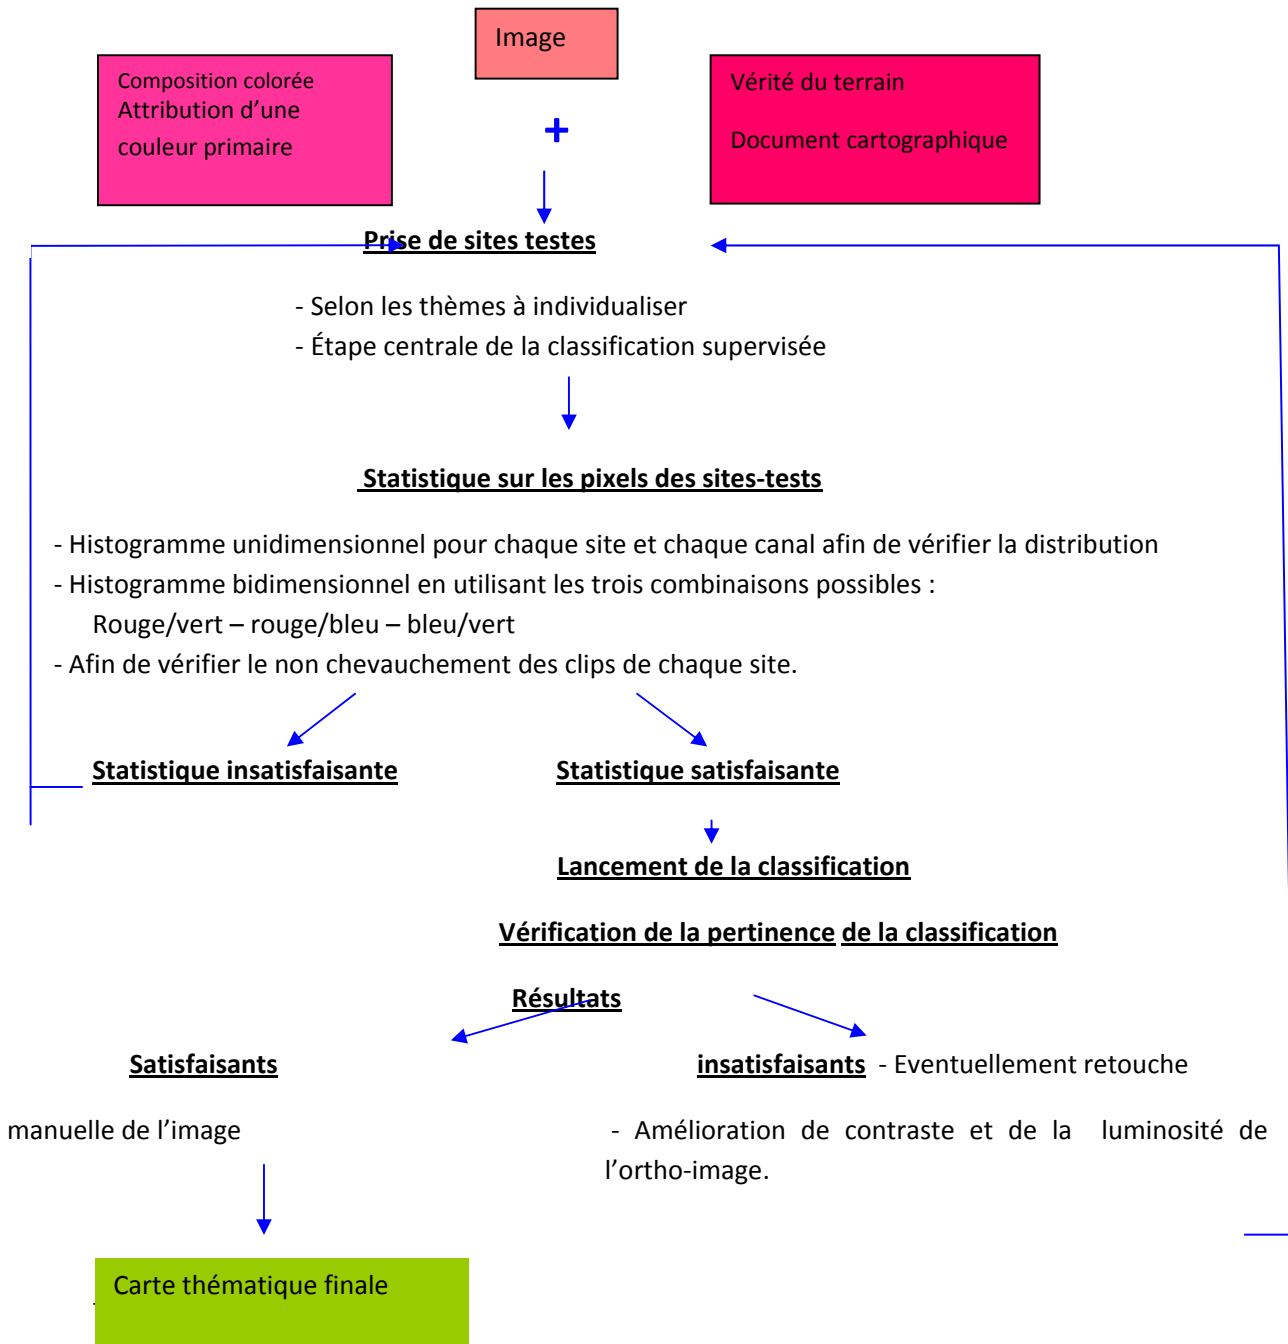 Image
Composition colorée
Attribution d’une
couleur primaire
+
Vérité du terrain
Document cartographique
Prise de sites testes
- Selon les thèmes à individualiser
- Étape centrale de la classification supervisée
Statistique sur les pixels des sites-tests
- Histogramme unidimensionnel pour chaque site et chaque canal afin de vérifier la distribution
- Histogramme bidimensionnel en utilisant les trois combinaisons possibles :
Rouge/vert – rouge/bleu – bleu/vert
- Afin de vérifier le non chevauchement des clips de chaque site.
Statistique insatisfaisante
Statistique satisfaisante
Lancement de la classification
Vérification de la pertinence de la classification
Résultats
Satisfaisants
insatisfaisants - Eventuellement retouche
manuelle de l’image
- Amélioration de contraste et de la luminosité de
l’ortho-image.
Carte thématique finale